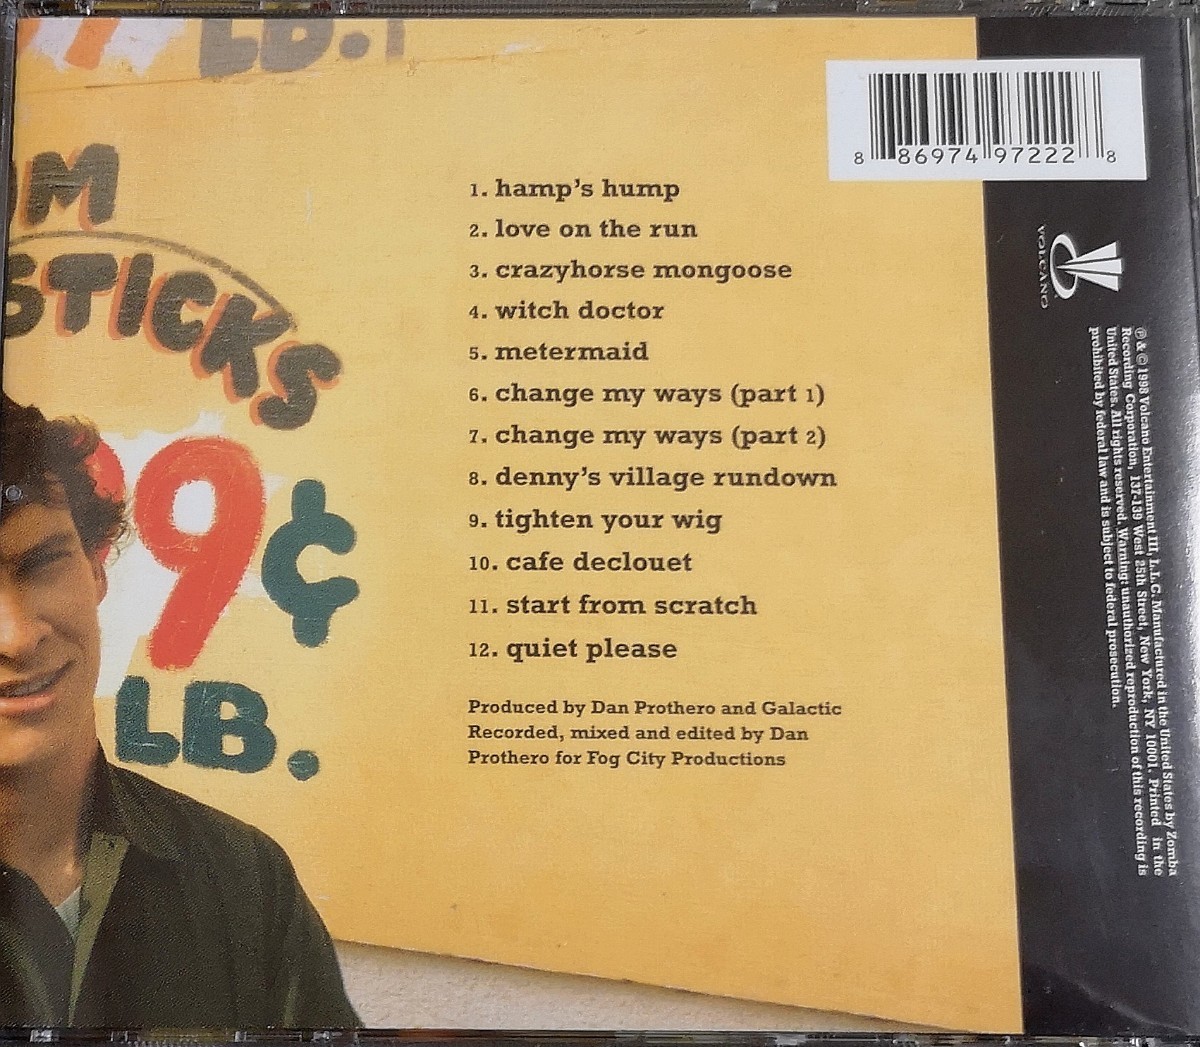 LB.
STICKS
99¢
LB.
1. hamp's hump
2. love on the run
3. crazyhorse mongoose
4. witch doctor
5. metermaid
6. change my ways (part 1)
7. change my ways (part 2)
8. denny's village rundown
9. tighten your wig
10. cafe declouet
11. start from scratch
12. quiet please
Produced by Dan Prothero and Galactic
Recorded, mixed and edited by Dan
Prothero for Fog City Productions
8 86974 97222 8
VOLCANO
℗ & © 1998 Volcano Entertainment III, L.L.C. Manufactured in the United States by Zomba
Recording Corporation, 137-139 West 25th Street, New York, NY 10001. Printed in the
United States. All rights reserved. Warning: unauthorized reproduction of this recording is
prohibited by federal law and is subject to federal prosecution.